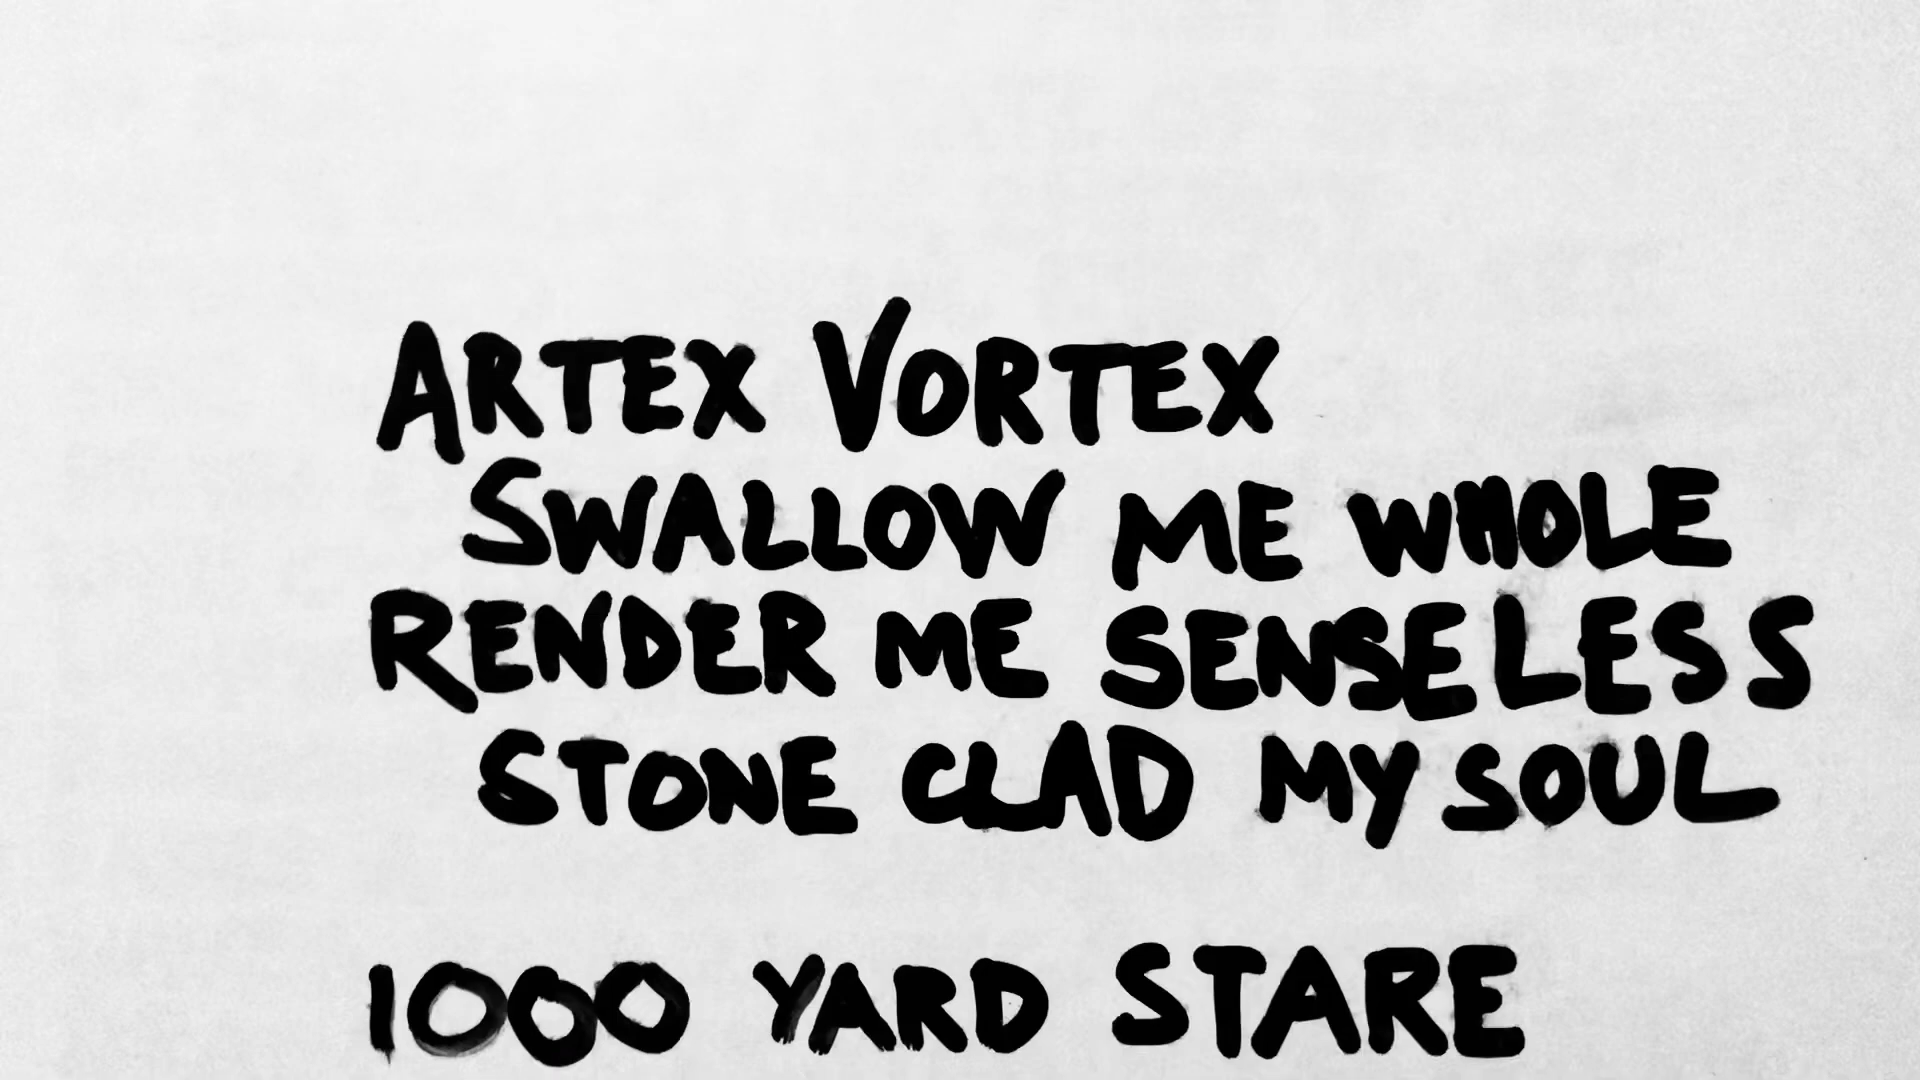 ARTEX VORTEX
SWALLOW ME WHOLE
RENDER ME SENSELESS
STONE CLAD MY SOUL
1000 YARD STARE